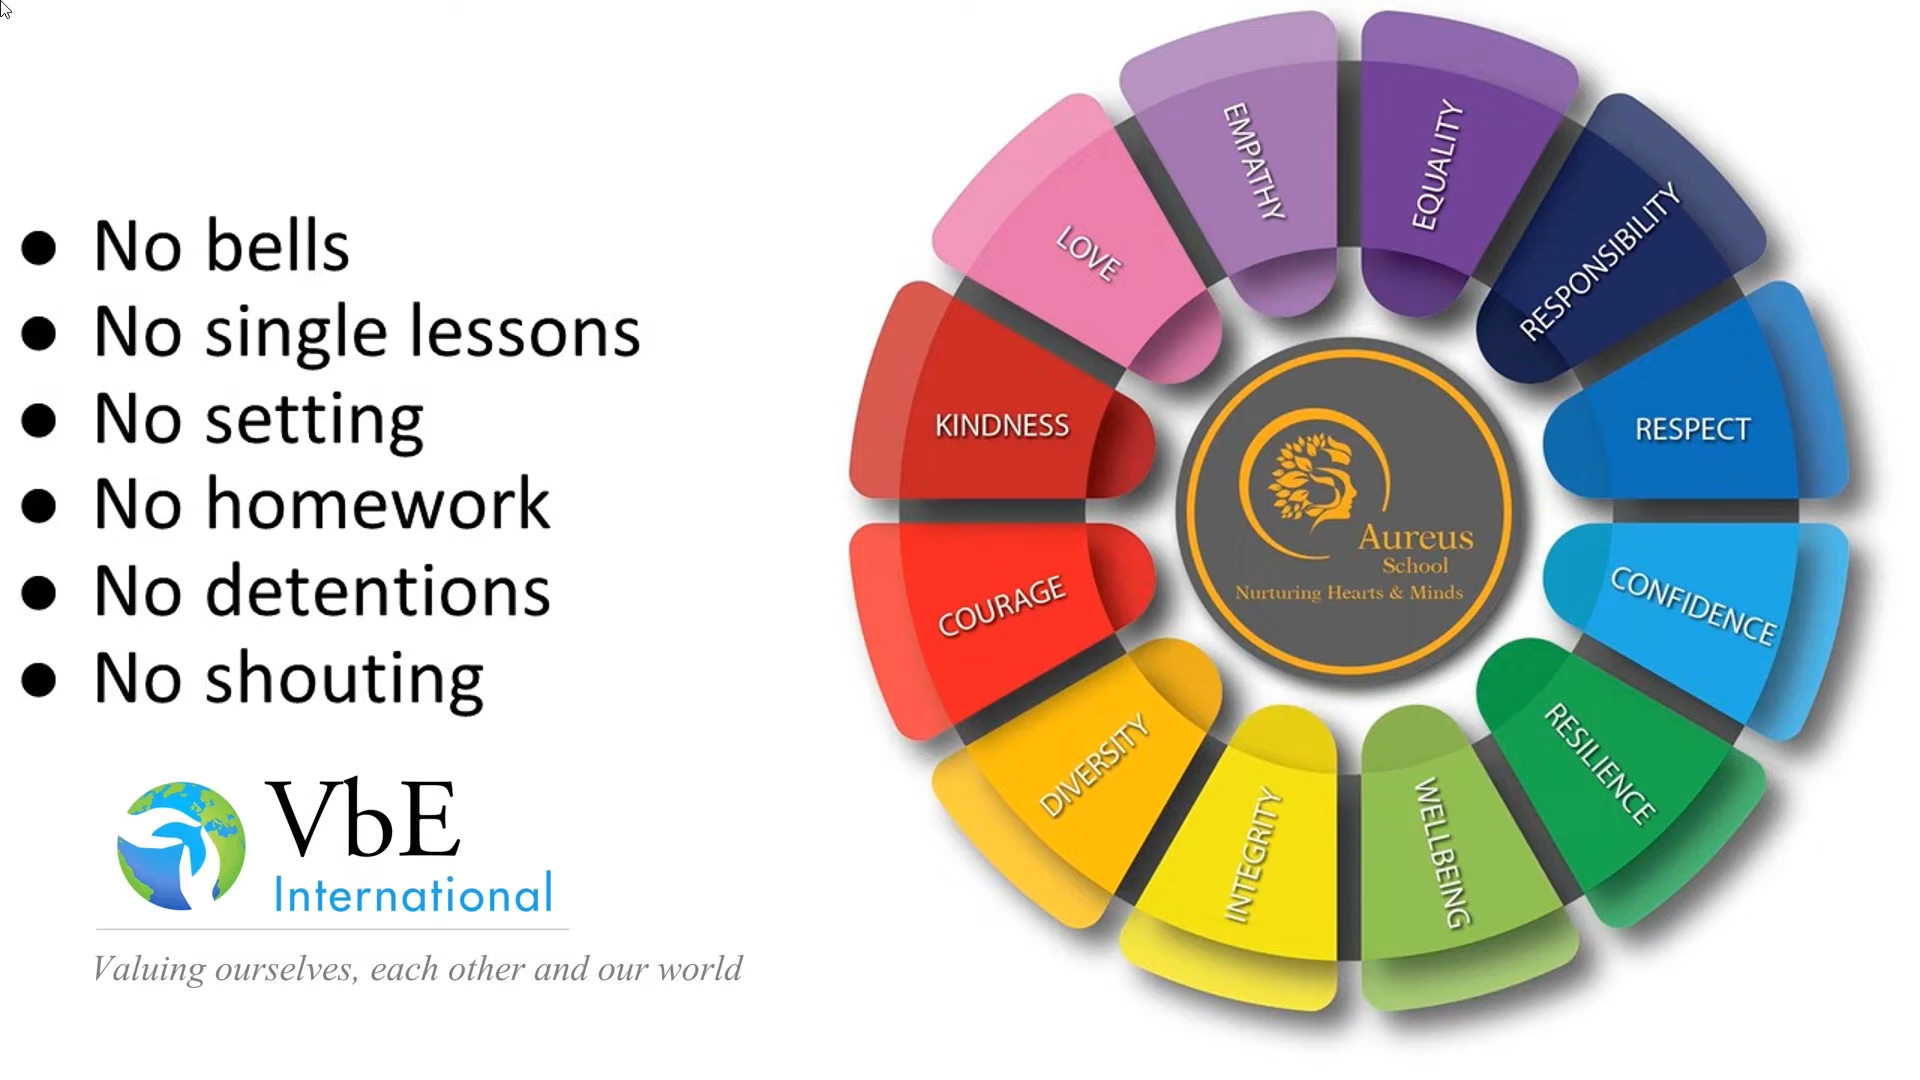 ● No bells
● No single lessons
● No setting
● No homework
● No detentions
● No shouting
VbE
International
Valuing ourselves, each other and our world
EMPATHY
EQUALITY
RESPONSIBILITY
RESPECT
CONFIDENCE
RESILIENCE
WELLBEING
INTEGRITY
DIVERSITY
COURAGE
KINDNESS
LOVE
Aureus
School
Nurturing Hearts & Minds